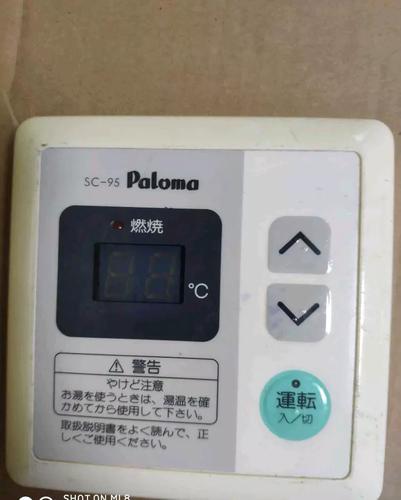 SC-95 Paloma
燃焼
℃
⚠警告
やけど注意
お湯を使うときは、湯温を確
かめてから使用して下さい。
取扱説明書をよく読んで、正
しくご使用ください。
運転
入/切
SHOT ON MI 8